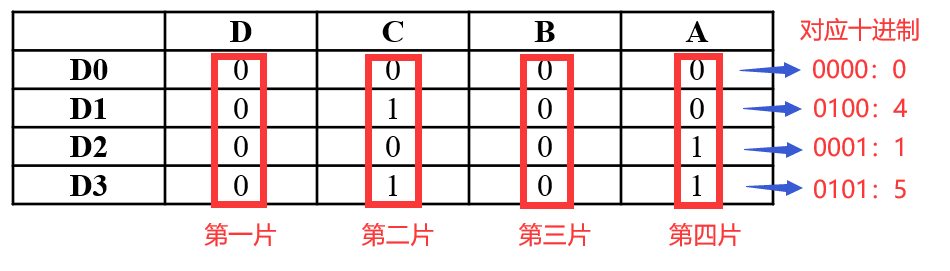 D C B A 对应十进制
D0 0 0 0 0 0000：0
D1 0 1 0 0 0100：4
D2 0 0 0 1 0001：1
D3 0 1 0 1 0101：5
第一片 第二片 第三片 第四片